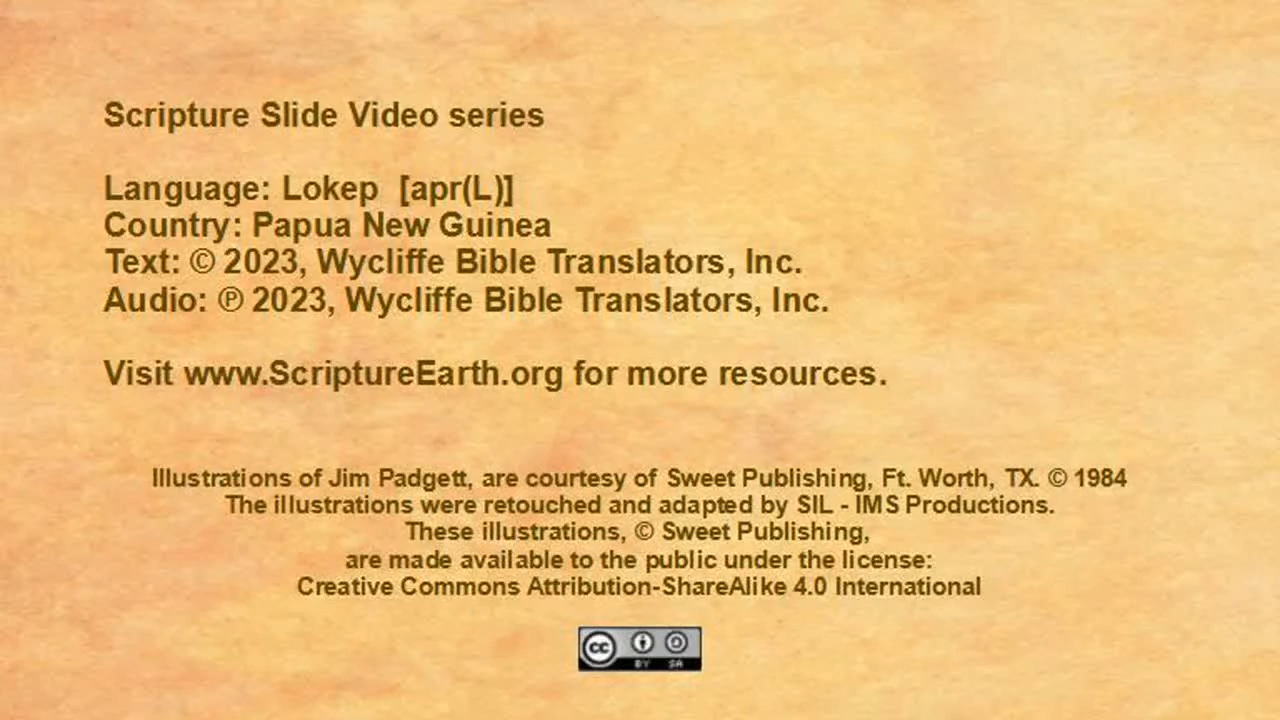 Scripture Slide Video series
Language: Lokep [apr(L)]
Country: Papua New Guinea
Text: © 2023, Wycliffe Bible Translators, Inc.
Audio: ℗ 2023, Wycliffe Bible Translators, Inc.
Visit www.ScriptureEarth.org for more resources.
Illustrations of Jim Padgett, are courtesy of Sweet Publishing, Ft. Worth, TX. © 1984
The illustrations were retouched and adapted by SIL - IMS Productions.
These illustrations, © Sweet Publishing,
are made available to the public under the license:
Creative Commons Attribution-ShareAlike 4.0 International
cc BY SA